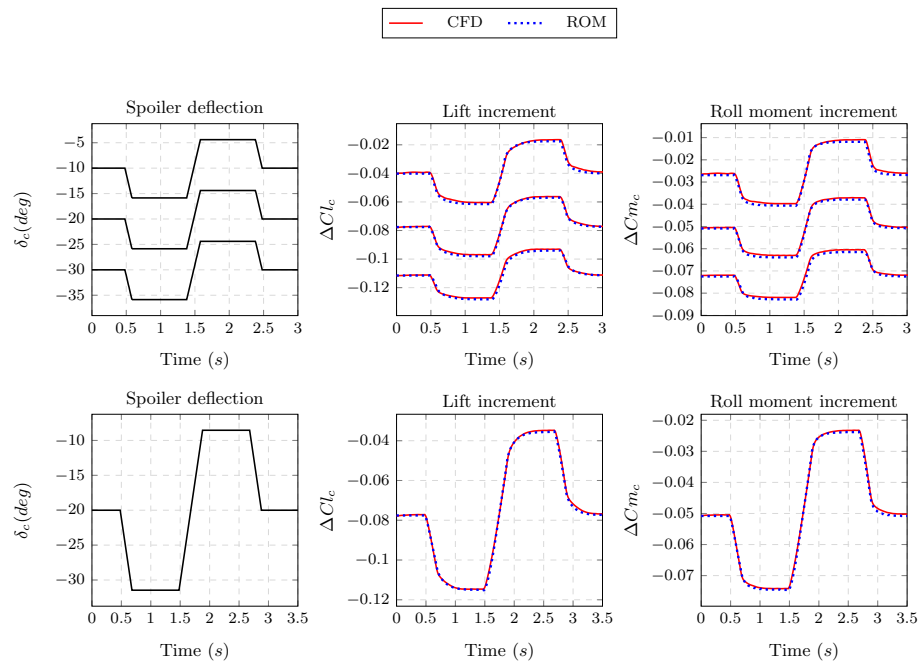 CFD ROM
Spoiler deflection
Lift increment
Roll moment increment
δc(deg)
−5
−10
−15
−20
−25
−30
−35
0 0.5 1 1.5 2 2.5 3
Time (s)
ΔClc
−0.02
−0.04
−0.06
−0.08
−0.1
−0.12
0 0.5 1 1.5 2 2.5 3
Time (s)
ΔCmc
−0.01
−0.02
−0.03
−0.04
−0.05
−0.06
−0.07
−0.08
−0.09
0 0.5 1 1.5 2 2.5 3
Time (s)
Spoiler deflection
Lift increment
Roll moment increment
δc(deg)
−10
−15
−20
−25
−30
0 0.5 1 1.5 2 2.5 3 3.5
Time (s)
ΔClc
−0.04
−0.06
−0.08
−0.1
−0.12
0 0.5 1 1.5 2 2.5 3 3.5
Time (s)
ΔCmc
−0.02
−0.03
−0.04
−0.05
−0.06
−0.07
0 0.5 1 1.5 2 2.5 3 3.5
Time (s)